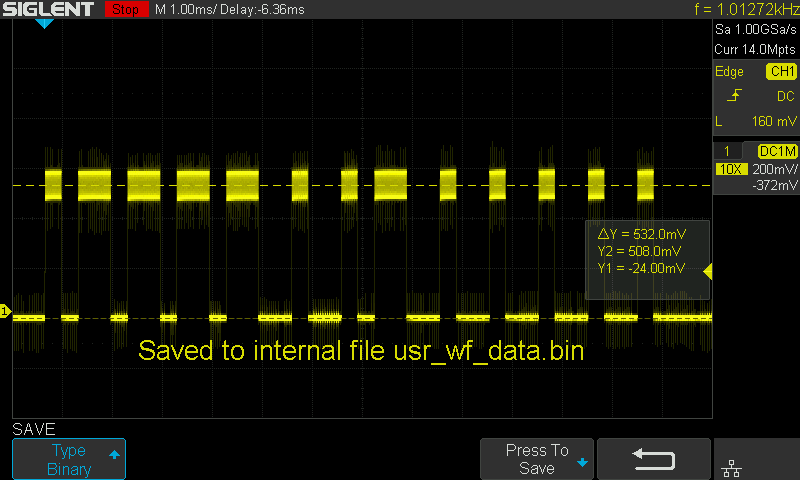 SIGLENT Stop M 1.00ms/ Delay:-6.36ms f = 1.01272kHz
Sa 1.00GSa/s
Curr 14.0Mpts
Edge CH1
DC
L 160 mV
1 DC1M
10X 200mV/
-372mV
△Y = 532.0mV
Y2 = 508.0mV
Y1 = -24.00mV
1
Saved to internal file usr_wf_data.bin
SAVE
Type
Binary
Press To
Save